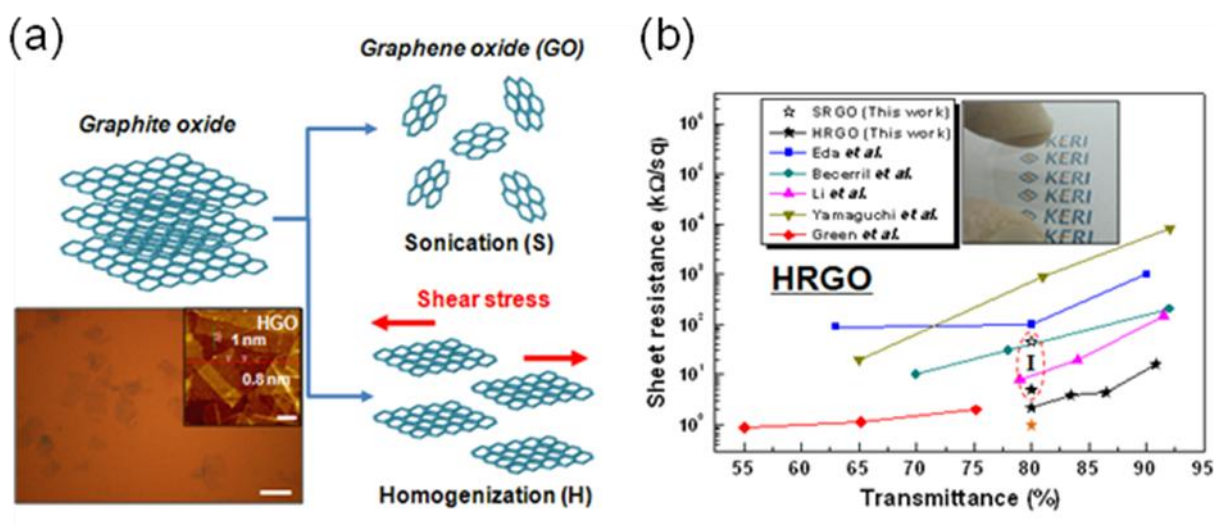 (a)
Graphite oxide
Graphene oxide (GO)
Sonication (S)
Shear stress
Homogenization (H)
HGO
1 nm
0.8 nm
(b)
Sheet resistance (kΩ/sq)
10⁶
10⁵
10⁴
10³
10²
10¹
10⁰
SRGO (This work)
HRGO (This work)
Eda et al.
Becerril et al.
Li et al.
Yamaguchi et al.
Green et al.
KERI
KERI
KERI
KERI
KERI
HRGO
I
55 60 65 70 75 80 85 90 95
Transmittance (%)